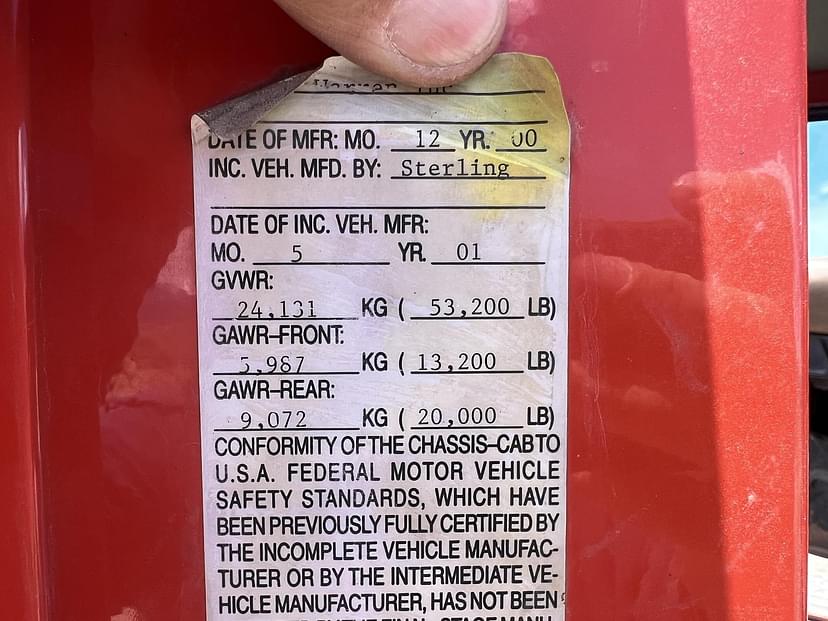 DATE OF MFR: MO. 12 YR. 00
INC. VEH. MFD. BY: Sterling
DATE OF INC. VEH. MFR:
MO. 5 YR. 01
GVWR:
24,131 KG ( 53,200 LB)
GAWR-FRONT:
5,987 KG ( 13,200 LB)
GAWR-REAR:
9,072 KG ( 20,000 LB)
CONFORMITY OF THE CHASSIS-CAB TO
U.S.A. FEDERAL MOTOR VEHICLE
SAFETY STANDARDS, WHICH HAVE
BEEN PREVIOUSLY FULLY CERTIFIED BY
THE INCOMPLETE VEHICLE MANUFAC-
TURER OR BY THE INTERMEDIATE VE-
HICLE MANUFACTURER, HAS NOT BEEN